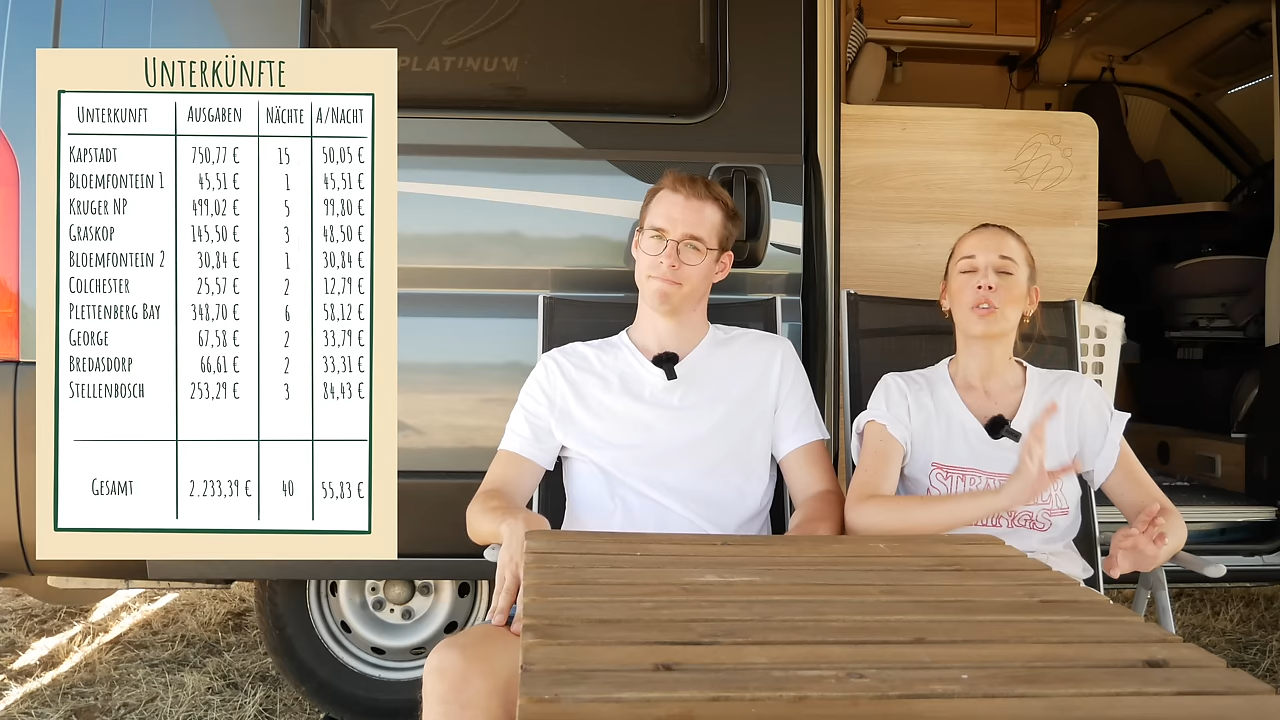 UNTERKÜNFTE
UNTERKUNFT AUSGABEN NÄCHTE A/NACHT
KAPSTADT 750,77 € 15 50,05 €
BLOEMFONTEIN 1 45,51 € 1 45,51 €
KRUGER NP 499,02 € 5 99,80 €
GRASKOP 145,50 € 3 48,50 €
BLOEMFONTEIN 2 30,84 € 1 30,84 €
COLCHESTER 25,57 € 2 12,79 €
PLETTENBERG BAY 348,70 € 6 58,12 €
GEORGE 67,58 € 2 33,79 €
BREDASDORP 66,61 € 2 33,31 €
STELLENBOSCH 253,29 € 3 84,43 €
GESAMT 2.233,39 € 40 55,83 €
PLATINUM
STRANGER
THINGS